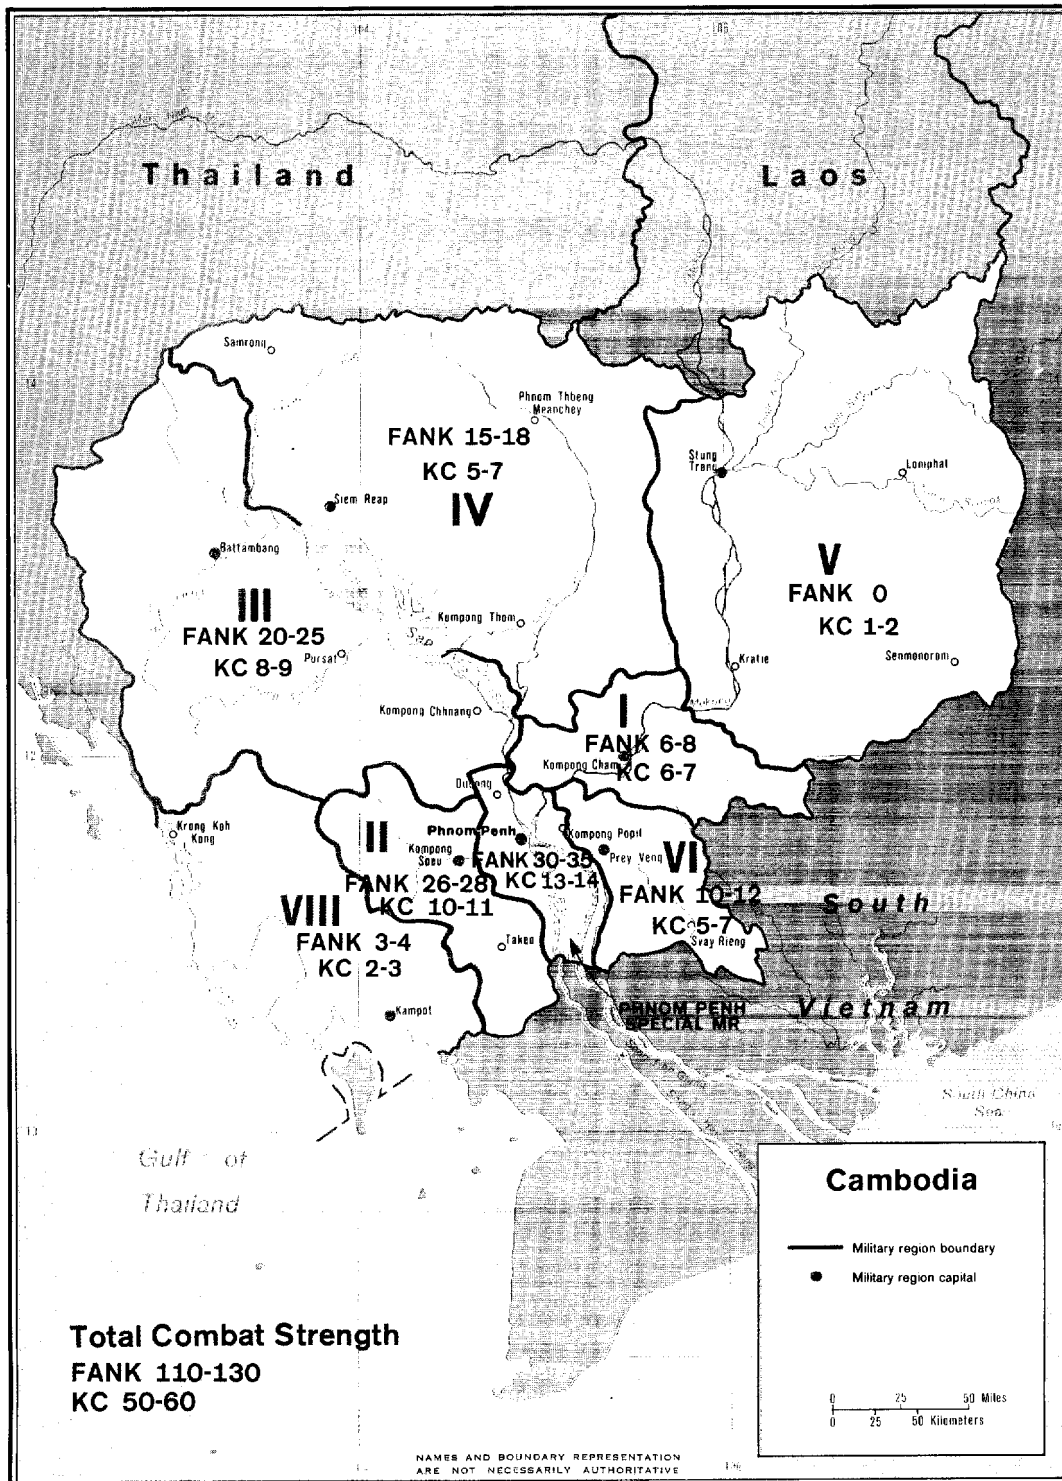 104
106
Thailand
Laos
Samrong
14
Phnom Thbeng
Meanchey
FANK 15-18
KC 5-7
IV
Stung
Treng
Lomphat
Siem Reap
Battambang
V
FANK 0
KC 1-2
III
FANK 20-25
KC 8-9
Kompong Thom
Sap
Pursat
Kratie
Senmonorom
Kompong Chhnang
Mekong
I
FANK 6-8
Kompong Cham
KC 6-7
12
Oudong
Krong Koh
Kong
II
Phnom Penh
Kompong Popil
Kompong
Speu
FANK 30-35
KC 13-14
Prey Veng
VI
FANK 26-28
KC 10-11
FANK 10-12
KC 5-7
South
VIII
FANK 3-4
KC 2-3
Takeo
Svay Rieng
Kampot
PHNOM PENH
SPECIAL MR
Vietnam
South China
Sea
Gulf of
Thailand
Cambodia
Military region boundary
Military region capital
Total Combat Strength
FANK 110-130
KC 50-60
0 25 50 Miles
0 25 50 Kilometers
NAMES AND BOUNDARY REPRESENTATION
ARE NOT NECESSARILY AUTHORITATIVE